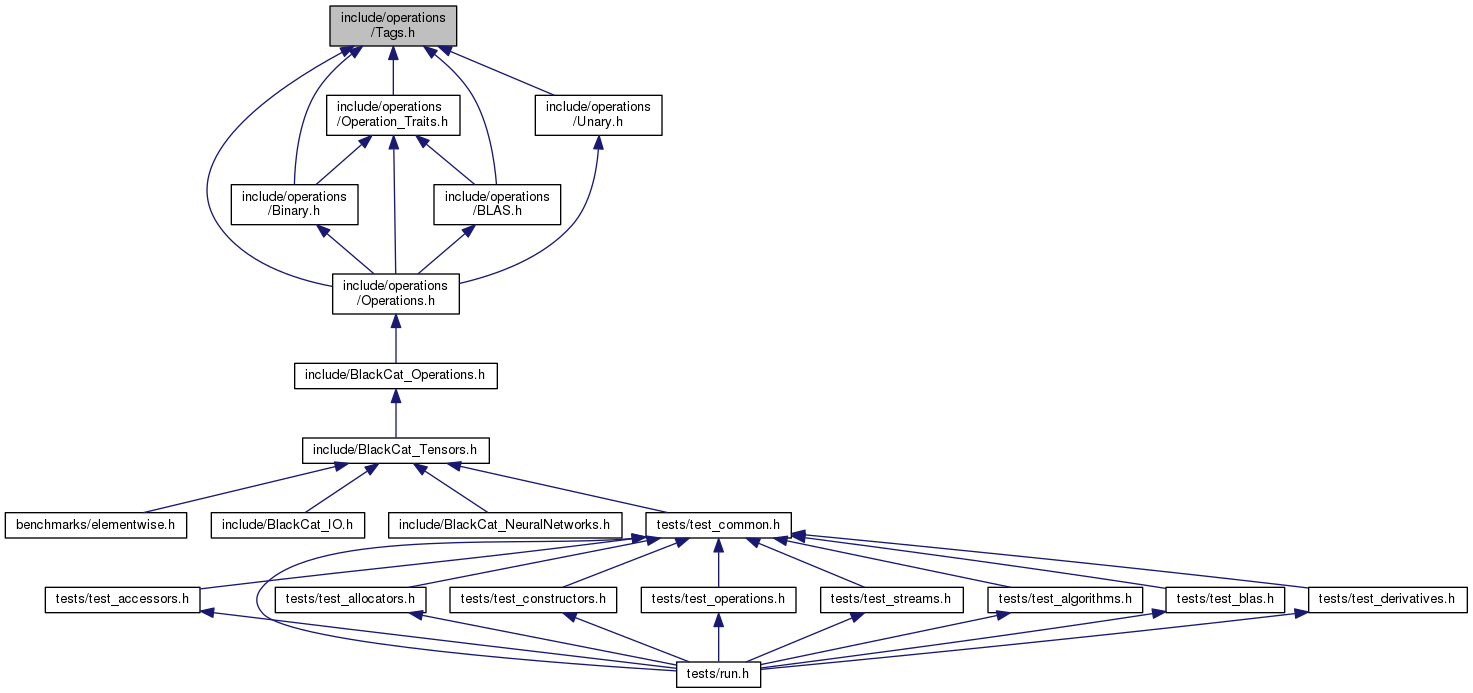 include/operations
/Tags.h
include/operations
/Operation_Traits.h
include/operations
/Unary.h
include/operations
/Binary.h
include/operations
/BLAS.h
include/operations
/Operations.h
include/BlackCat_Operations.h
include/BlackCat_Tensors.h
benchmarks/elementwise.h
include/BlackCat_IO.h
include/BlackCat_NeuralNetworks.h
tests/test_common.h
tests/test_accessors.h
tests/test_allocators.h
tests/test_constructors.h
tests/test_operations.h
tests/test_streams.h
tests/test_algorithms.h
tests/test_blas.h
tests/test_derivatives.h
tests/run.h